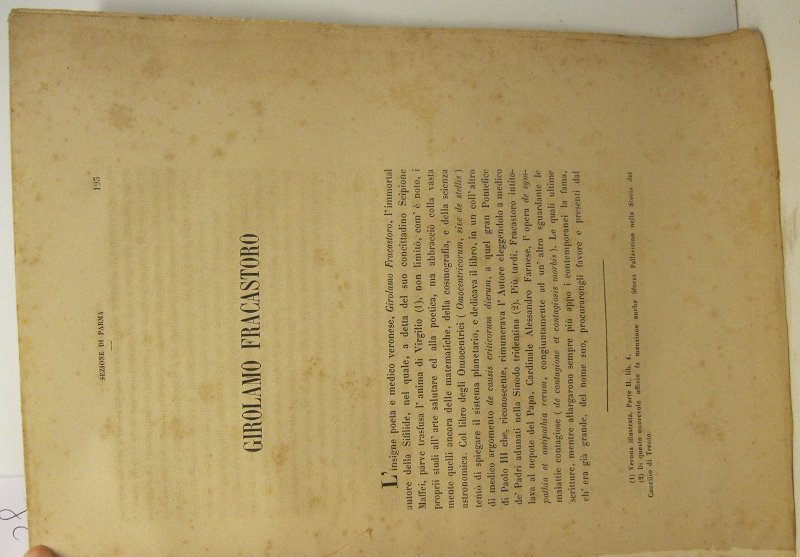 SEZIONE DI PARMA
195
GIROLAMO FRACASTORO
L'insigne poeta e medico veronese, Girolamo Fracastoro, l'immortal
autore della Sifilide, nel quale, a detta del suo concittadino Scipione
Maffei, parve trasfusa l'anima di Virgilio (1), non limitò, com'è noto, i
proprii studî all'arte salutare ed alla poetica, ma abbracciò colla vasta
mente quelli ancora delle matematiche, della cosmografia, e della scienza
astronomica. Col libro degli Omocentrici (Omocentricorum, sive de stellis)
tentò di spiegare il sistema planetario, e dedicava il libro, in un coll'altro
di medico argomento de causis criticorum dierum, a quel gran Pontefice
di Paolo III che, riconoscente, rimunerava l'Autore eleggendolo a medico
de' Padri adunati nella Sinodo tridentina (2). Più tardi, Fracastoro intito-
lava al nepote del Papa, Cardinale Alessandro Farnese, l'opera de sym-
pathia et antipathia rerum, congiuntamente ad un'altra sguardante le
malattie contagiose (de contagione et contagiosis morbis). Le quali ultime
scritture, mentre allargarono sempre più appo i contemporanei la fama,
ch'era già grande, del nome suo, procurarongli favore e presenti dal
(1) Verona illustrata, Parte II, lib. 4.
(2) Di questo onorevole ufficio fa menzione anche Sforza Pallavicino nella Storia del
Concilio di Trento.
28